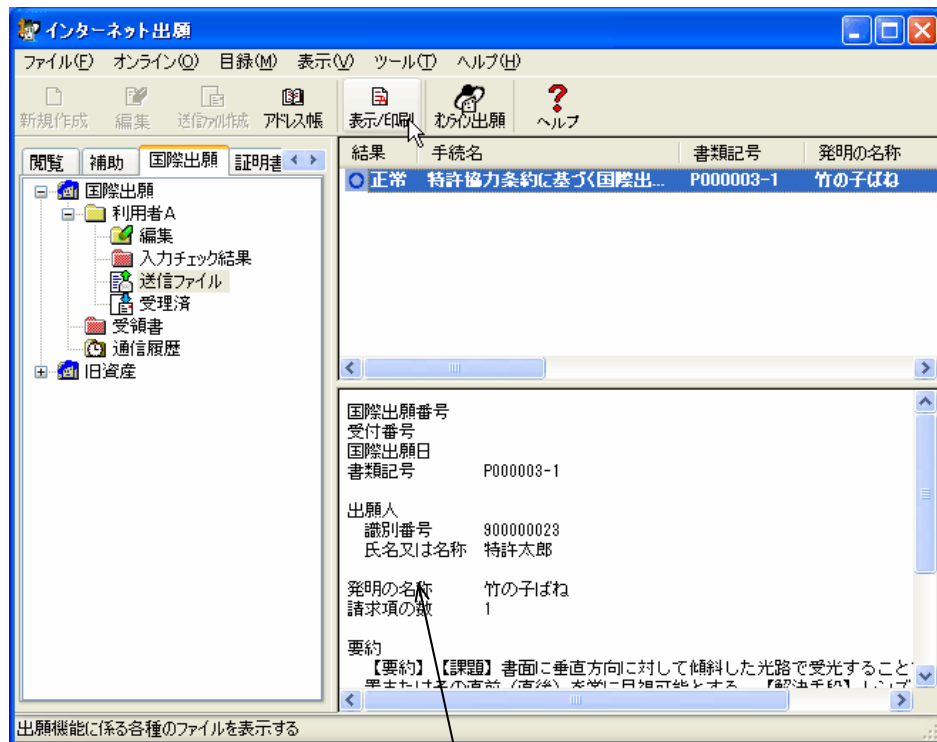 インターネット出願
ファイル(F) オンライン(O) 目録(M) 表示(V) ツール(T) ヘルプ(H)
新規作成 編集 送信ファイル作成 アドレス帳 表示/印刷 オンライン出願 ヘルプ
閲覧 補助 国際出願 証明書
国際出願
利用者A
編集
入力チェック結果
送信ファイル
受理済
受領書
通信履歴
旧資産
結果 手続名 書類記号 発明の名称
正常 特許協力条約に基づく国際出... P000003-1 竹の子ばね
国際出願番号
受付番号
国際出願日
書類記号 P000003-1
出願人
識別番号 900000023
氏名又は名称 特許太郎
発明の名称 竹の子ばね
請求項の数 1
要約
【要約】【課題】書面に垂直方向に対して傾斜した光路で受光すること
出願機能に係る各種のファイルを表示する